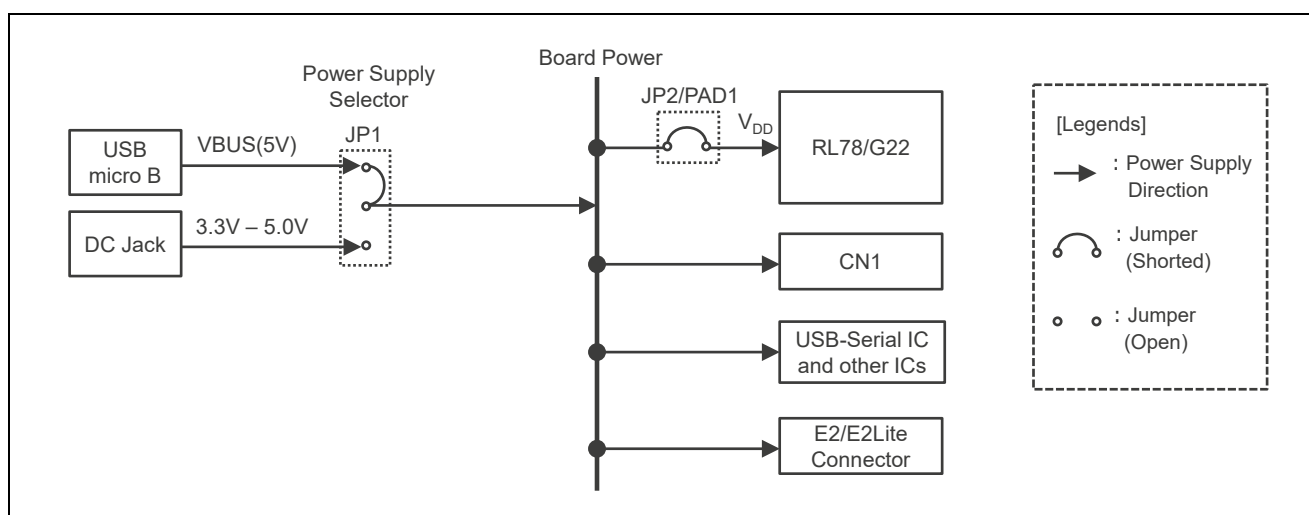 Board Power
Power Supply
Selector
JP1
JP2/PAD1
USB
micro B
VBUS(5V)
DC Jack
3.3V – 5.0V
VDD
RL78/G22
CN1
USB-Serial IC
and other ICs
E2/E2Lite
Connector
[Legends]
: Power Supply
Direction
: Jumper
(Shorted)
: Jumper
(Open)